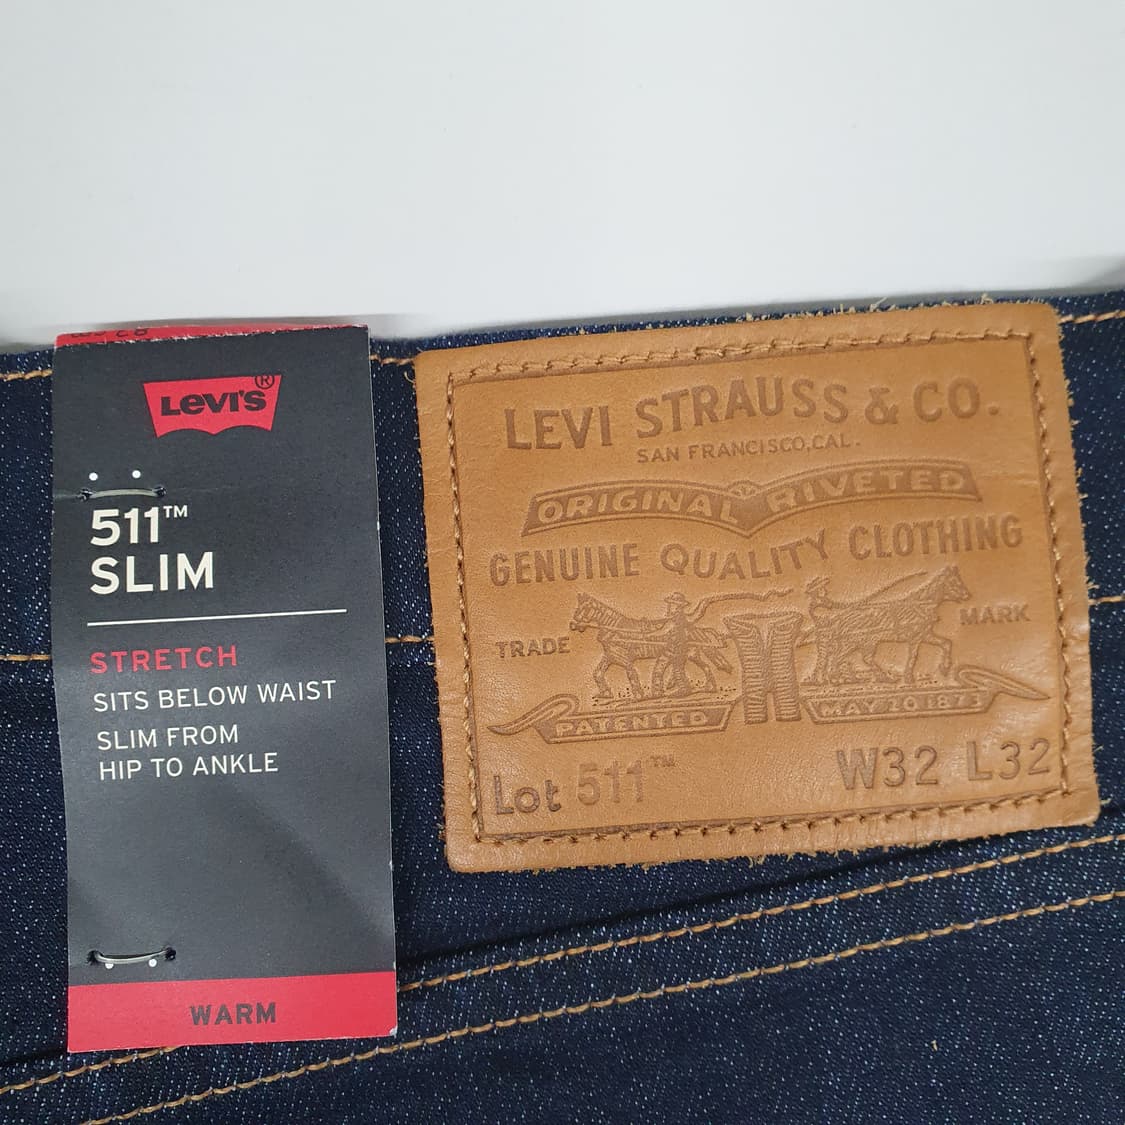 LEVI'S®
511™
SLIM
STRETCH
SITS BELOW WAIST
SLIM FROM
HIP TO ANKLE
WARM
LEVI STRAUSS & CO.
SAN FRANCISCO, CAL.
ORIGINAL RIVETED
GENUINE QUALITY CLOTHING
TRADE MARK
PATENTED MAY 20 1873
Lot 511™ W32 L32